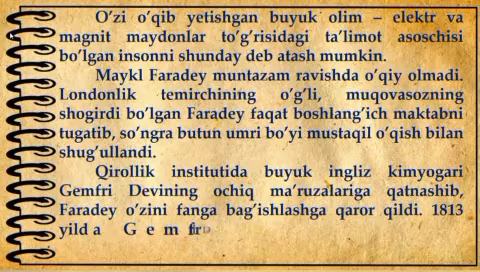 O’zi o’qib yetishgan buyuk olim – elektr va
magnit maydonlar to’g’risidagi ta’limot asoschisi
bo’lgan insonni shunday deb atash mumkin.
Maykl Faradey muntazam ravishda o’qiy olmadi.
Londonlik temirchining o’g’li, muqovasozning
shogirdi bo’lgan Faradey faqat boshlang’ich maktabni
tugatib, so’ngra butun umri bo’yi mustaqil o’qish bilan
shug’ullandi.
Qirollik institutida buyuk ingliz kimyogari
Gemfri Devining ochiq ma’ruzalariga qatnashib,
Faradey o’zini fanga bag’ishlashga qaror qildi. 1813
yilda Gemfr